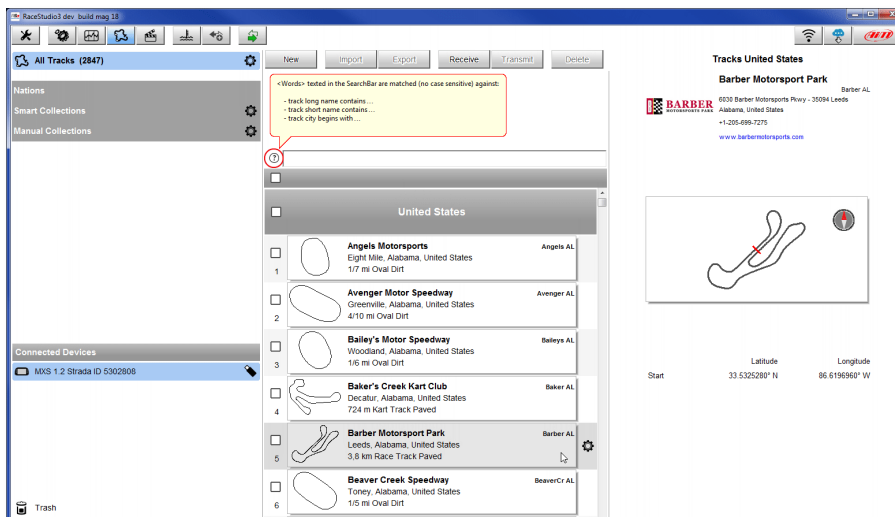 RaceStudio3 dev build mag 18
All Tracks (2847)
Nations
Smart Collections
Manual Collections
Connected Devices
MXS 1.2 Strada ID 5302808
Trash
New Import Export Receive Transmit Delete
<Words> texted in the SearchBar are matched (no case sensitive) against:
- track long name contains...
- track short name contains...
- track city begins with...
?
United States
Angels Motorsports Angels AL
Eight Mile, Alabama, United States
1/7 mi Oval Dirt
1
Avenger Motor Speedway Avenger AL
Greenville, Alabama, United States
4/10 mi Oval Dirt
2
Bailey's Motor Speedway Baileys AL
Woodland, Alabama, United States
1/6 mi Oval Dirt
3
Baker's Creek Kart Club Baker AL
Decatur, Alabama, United States
724 m Kart Track Paved
4
Barber Motorsport Park Barber AL
Leeds, Alabama, United States
3,8 km Race Track Paved
5
Beaver Creek Speedway BeaverCr AL
Toney, Alabama, United States
1/5 mi Oval Dirt
6
AiM
Tracks United States
Barber Motorsport Park
Barber AL
BARBER
MOTORSPORTS PARK
6030 Barber Motorsports Pkwy - 35094 Leeds
Alabama, United States
+1-205-699-7275
www.barbermotorsports.com
Latitude Longitude
Start 33.5325280° N 86.6196960° W